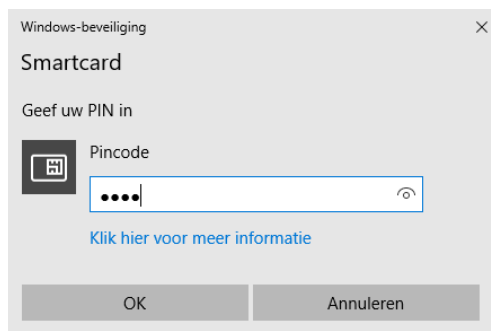 Windows-beveiliging
Smartcard
Geef uw PIN in
Pincode
••••
Klik hier voor meer informatie
OK
Annuleren